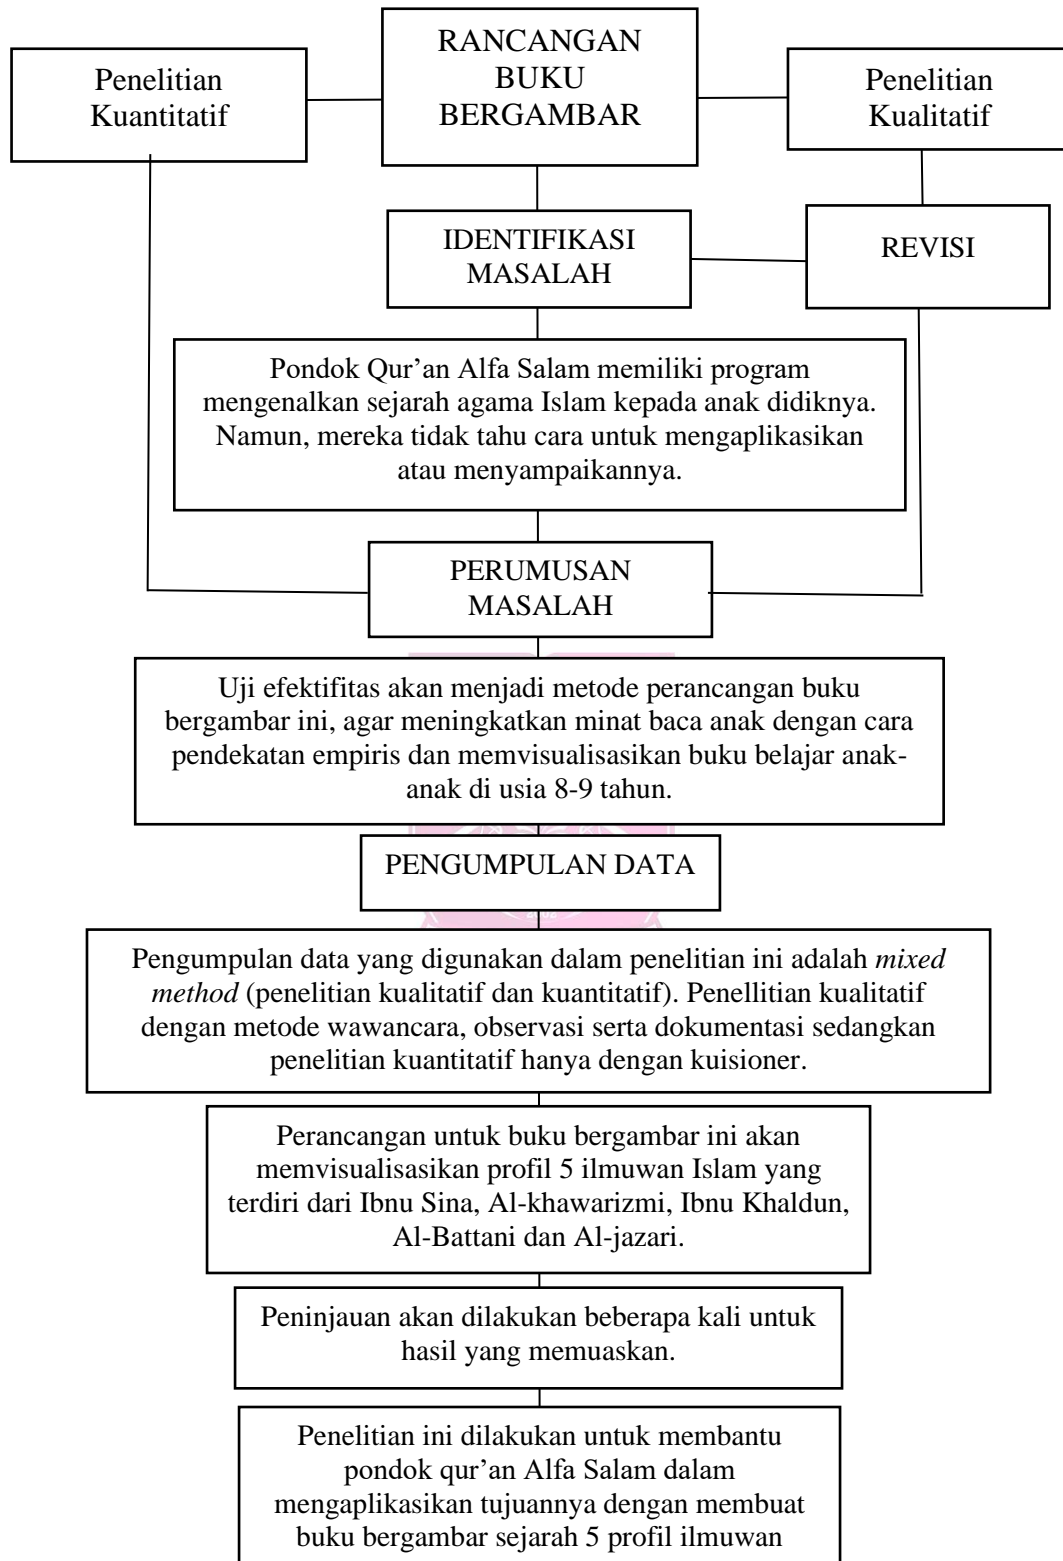 RANCANGAN
BUKU
BERGAMBAR
Penelitian
Kuantitatif
Penelitian
Kualitatif
IDENTIFIKASI
MASALAH
REVISI
Pondok Qur’an Alfa Salam memiliki program
mengenalkan sejarah agama Islam kepada anak didiknya.
Namun, mereka tidak tahu cara untuk mengaplikasikan
atau menyampaikannya.
PERUMUSAN
MASALAH
Uji efektifitas akan menjadi metode perancangan buku
bergambar ini, agar meningkatkan minat baca anak dengan cara
pendekatan empiris dan memvisualisasikan buku belajar anak-
anak di usia 8-9 tahun.
PENGUMPULAN DATA
Pengumpulan data yang digunakan dalam penelitian ini adalah mixed
method (penelitian kualitatif dan kuantitatif). Penellitian kualitatif
dengan metode wawancara, observasi serta dokumentasi sedangkan
penelitian kuantitatif hanya dengan kuisioner.
Perancangan untuk buku bergambar ini akan
memvisualisasikan profil 5 ilmuwan Islam yang
terdiri dari Ibnu Sina, Al-khawarizmi, Ibnu Khaldun,
Al-Battani dan Al-jazari.
Peninjauan akan dilakukan beberapa kali untuk
hasil yang memuaskan.
Penelitian ini dilakukan untuk membantu
pondok qur’an Alfa Salam dalam
mengaplikasikan tujuannya dengan membuat
buku bergambar sejarah 5 profil ilmuwan